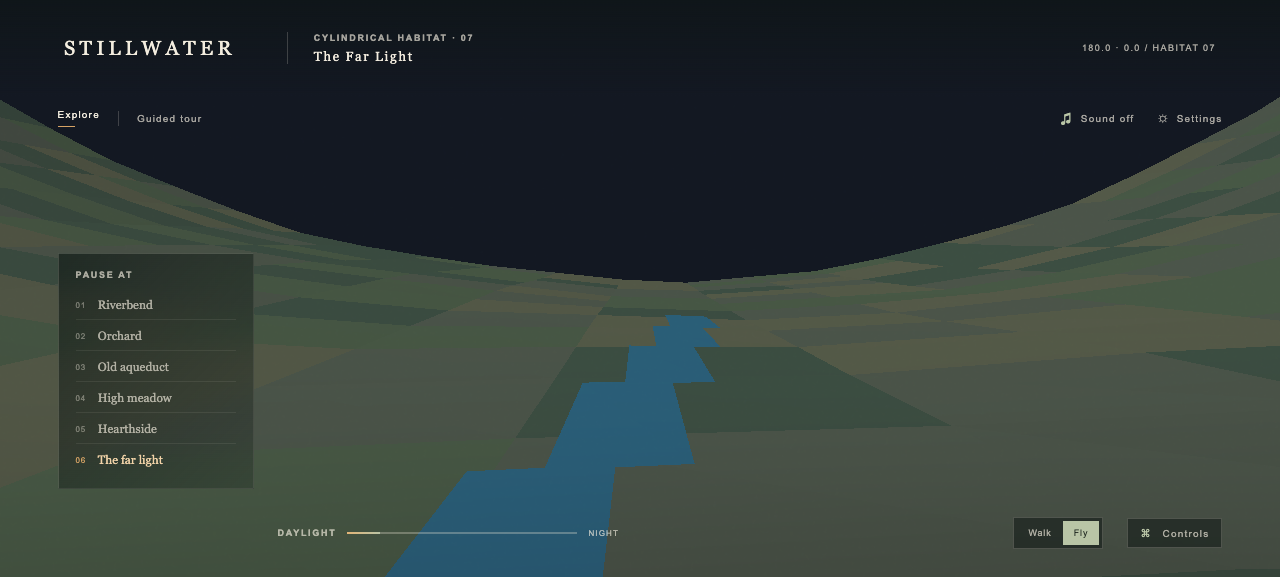 STILLWATER
CYLINDRICAL HABITAT · 07
The Far Light
180.0 · 0.0 / HABITAT 07
Explore
Guided tour
Sound off
Settings
PAUSE AT
01 Riverbend
02 Orchard
03 Old aqueduct
04 High meadow
05 Hearthside
06 The far light
DAYLIGHT
NIGHT
Walk
Fly
⌘ Controls